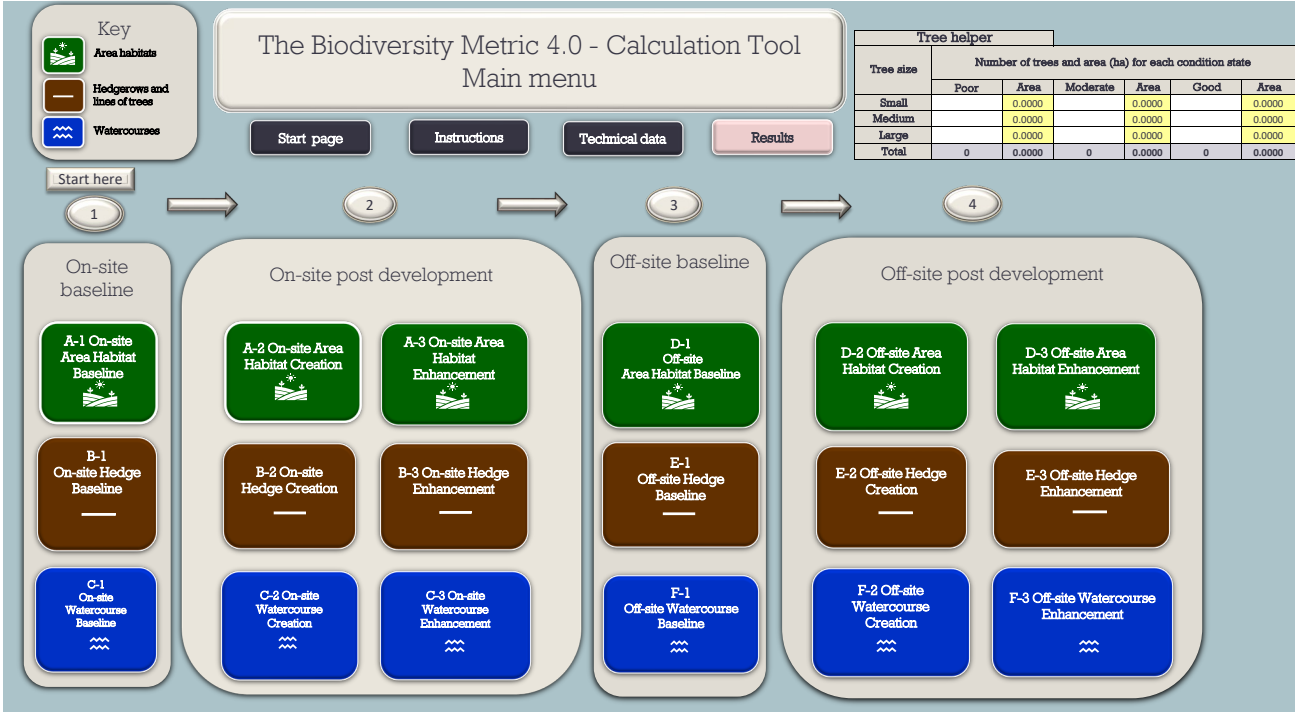 Key
Area habitats
Hedgerows and
lines of trees
Watercourses
The Biodiversity Metric 4.0 - Calculation Tool
Main menu
Start page
Instructions
Technical data
Results
Tree helper
Tree size
Number of trees and area (ha) for each condition state
Poor Area Moderate Area Good Area
Small 0.0000 0.0000 0.0000
Medium 0.0000 0.0000 0.0000
Large 0.0000 0.0000 0.0000
Total 0 0.0000 0 0.0000 0 0.0000
Start here
1
2
3
4
On-site
baseline
A-1 On-site
Area Habitat
Baseline
B-1
On-site Hedge
Baseline
C-1
On-site
Watercourse
Baseline
On-site post development
A-2 On-site Area
Habitat Creation
A-3 On-site Area
Habitat
Enhancement
B-2 On-site
Hedge Creation
B-3 On-site Hedge
Enhancement
C-2 On-site
Watercourse
Creation
C-3 On-site
Watercourse
Enhancement
Off-site baseline
D-1
Off-site
Area Habitat Baseline
E-1
Off-site Hedge
Baseline
F-1
Off-site Watercourse
Baseline
Off-site post development
D-2 Off-site Area
Habitat Creation
D-3 Off-site Area
Habitat Enhancement
E-2 Off-site Hedge
Creation
E-3 Off-site Hedge
Enhancement
F-2 Off-site
Watercourse
Creation
F-3 Off-site Watercourse
Enhancement